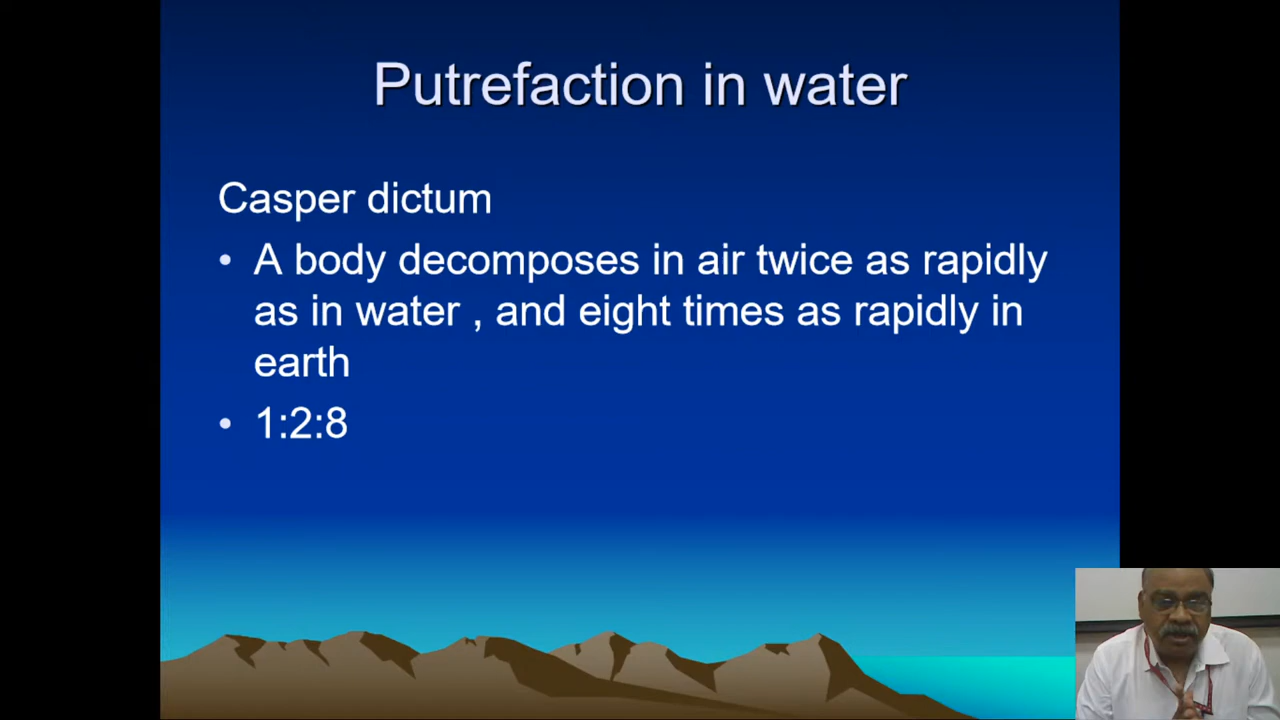 Putrefaction in water
Casper dictum
• A body decomposes in air twice as rapidly
as in water , and eight times as rapidly in
earth
• 1:2:8